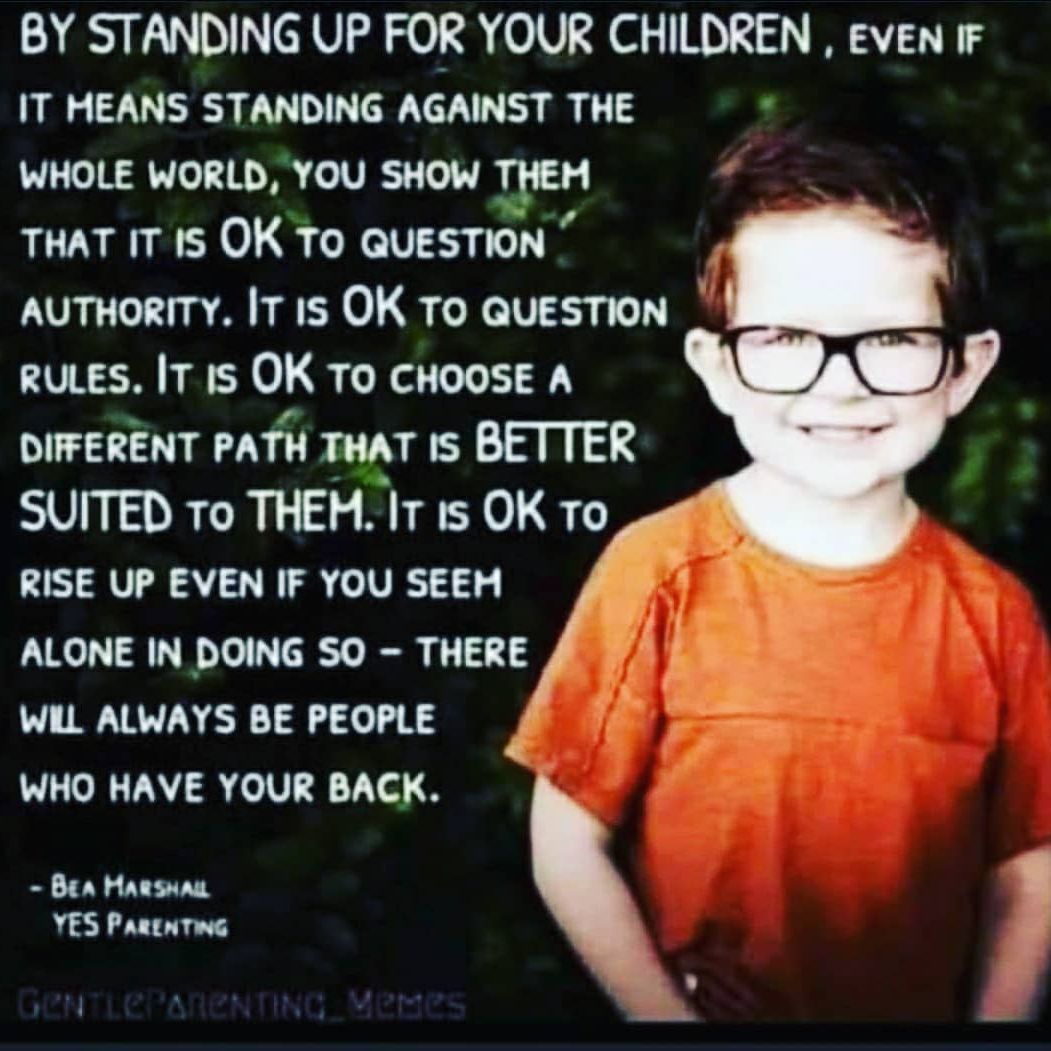 BY STANDING UP FOR YOUR CHILDREN, EVEN IF
IT MEANS STANDING AGAINST THE
WHOLE WORLD, YOU SHOW THEM
THAT IT IS OK TO QUESTION
AUTHORITY. IT IS OK TO QUESTION
RULES. IT IS OK TO CHOOSE A
DIFFERENT PATH THAT IS BETTER
SUITED TO THEM. IT IS OK TO
RISE UP EVEN IF YOU SEEM
ALONE IN DOING SO – THERE
WILL ALWAYS BE PEOPLE
WHO HAVE YOUR BACK.
- BEA MARSHALL
YES PARENTING
GENTLEPARENTING_MEMES